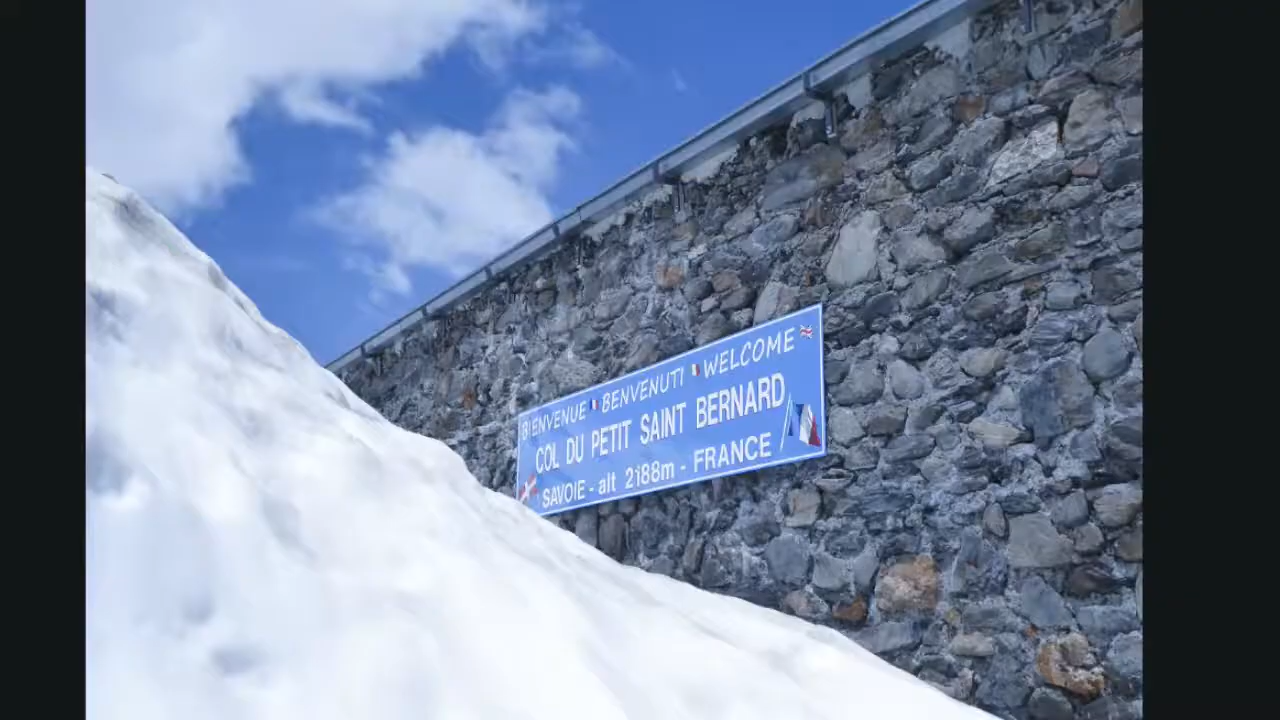 BIENVENUE BENVENUTI WELCOME
COL DU PETIT SAINT BERNARD
SAVOIE - alt 2188m - FRANCE